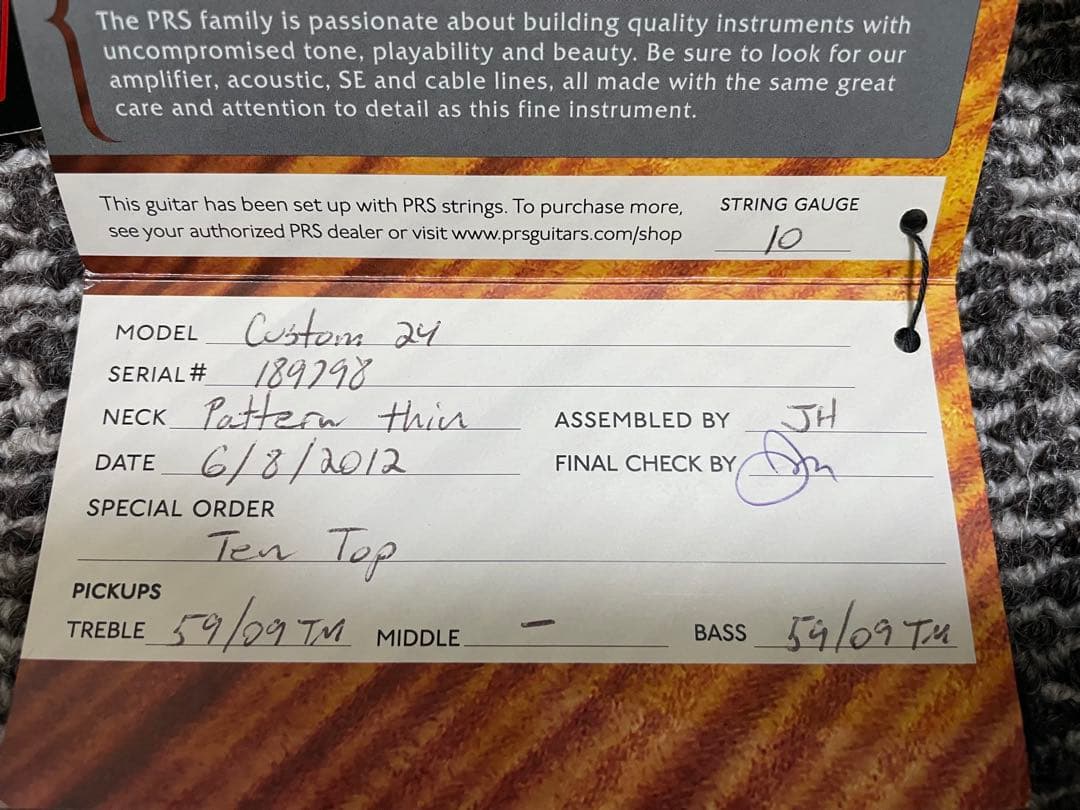 The PRS family is passionate about building quality instruments with
uncompromised tone, playability and beauty. Be sure to look for our
amplifier, acoustic, SE and cable lines, all made with the same great
care and attention to detail as this fine instrument.
This guitar has been set up with PRS strings. To purchase more,
see your authorized PRS dealer or visit www.prsguitars.com/shop
STRING GAUGE
10
MODEL Custom 24
SERIAL# 189798
NECK Pattern thin
ASSEMBLED BY JH
DATE 6/8/2012
FINAL CHECK BY
SPECIAL ORDER
Ten Top
PICKUPS
TREBLE 59/09 TM MIDDLE - BASS 59/09 TM